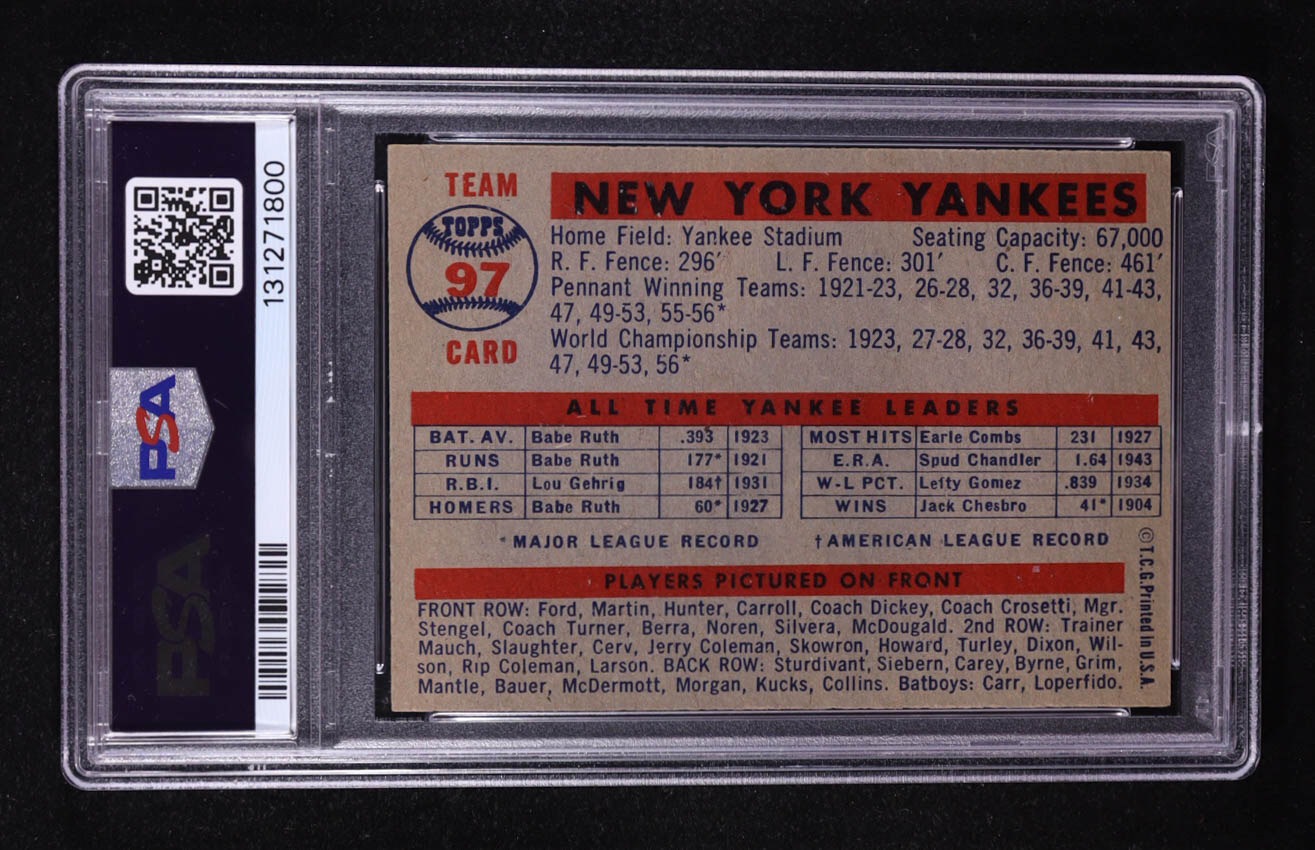 131271800
PSA
PSA
TEAM
TOPPS
97
CARD
NEW YORK YANKEES
Home Field: Yankee Stadium Seating Capacity: 67,000
R. F. Fence: 296′ L. F. Fence: 301′ C. F. Fence: 461′
Pennant Winning Teams: 1921-23, 26-28, 32, 36-39, 41-43,
47, 49-53, 55-56*
World Championship Teams: 1923, 27-28, 32, 36-39, 41, 43,
47, 49-53, 56*
ALL TIME YANKEE LEADERS
BAT. AV. Babe Ruth .393 1923 MOST HITS Earle Combs 231 1927
RUNS Babe Ruth 177* 1921 E.R.A. Spud Chandler 1.64 1943
R.B.I. Lou Gehrig 184† 1931 W-L PCT. Lefty Gomez .839 1934
HOMERS Babe Ruth 60* 1927 WINS Jack Chesbro 41* 1904
*MAJOR LEAGUE RECORD †AMERICAN LEAGUE RECORD
PLAYERS PICTURED ON FRONT
FRONT ROW: Ford, Martin, Hunter, Carroll, Coach Dickey, Coach Crosetti, Mgr.
Stengel, Coach Turner, Berra, Noren, Silvera, McDougald. 2nd ROW: Trainer
Mauch, Slaughter, Cerv, Jerry Coleman, Skowron, Howard, Turley, Dixon, Wil-
son, Rip Coleman, Larson. BACK ROW: Sturdivant, Siebern, Carey, Byrne, Grim,
Mantle, Bauer, McDermott, Morgan, Kucks, Collins. Batboys: Carr, Loperfido.
©T.C.G. Printed in U.S.A.